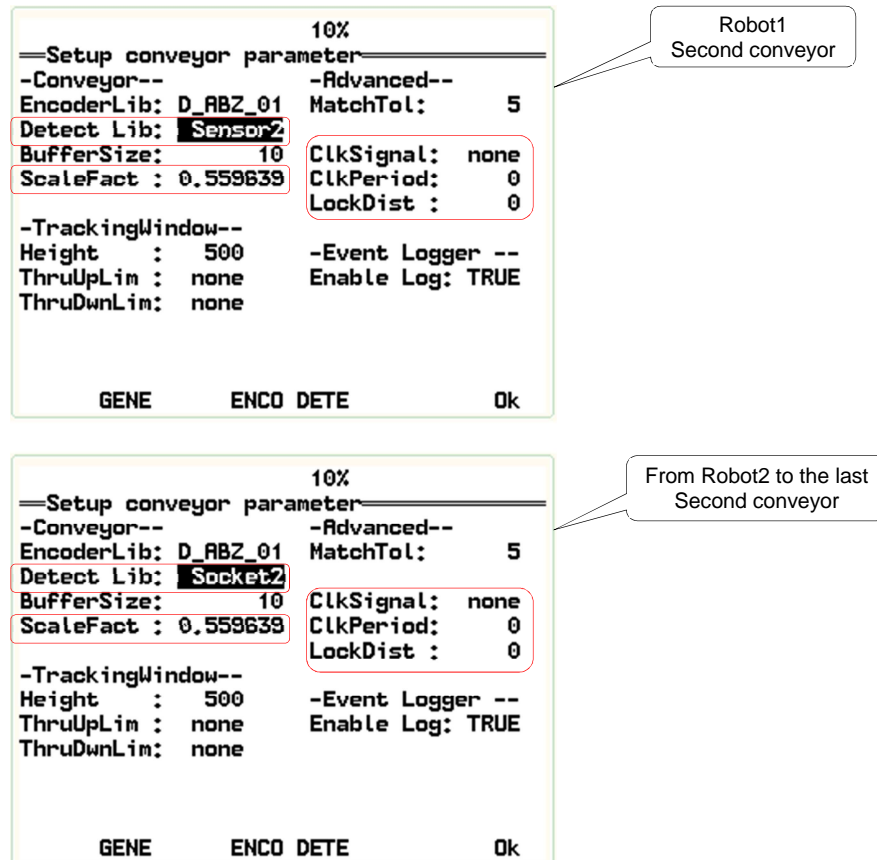 10%
Setup conveyor parameter
-Conveyor-- -Advanced--
EncoderLib: D_ABZ_01 MatchTol: 5
Detect Lib: Sensor2
BufferSize: 10 ClkSignal: none
ScaleFact : 0.559639 ClkPeriod: 0
LockDist : 0
-TrackingWindow--
Height : 500 -Event Logger --
ThruUpLim : none Enable Log: TRUE
ThruDwnLim: none
GENE ENCO DETE Ok
Robot1
Second conveyor
10%
Setup conveyor parameter
-Conveyor-- -Advanced--
EncoderLib: D_ABZ_01 MatchTol: 5
Detect Lib: Socket2
BufferSize: 10 ClkSignal: none
ScaleFact : 0.559639 ClkPeriod: 0
LockDist : 0
-TrackingWindow--
Height : 500 -Event Logger --
ThruUpLim : none Enable Log: TRUE
ThruDwnLim: none
GENE ENCO DETE Ok
From Robot2 to the last
Second conveyor